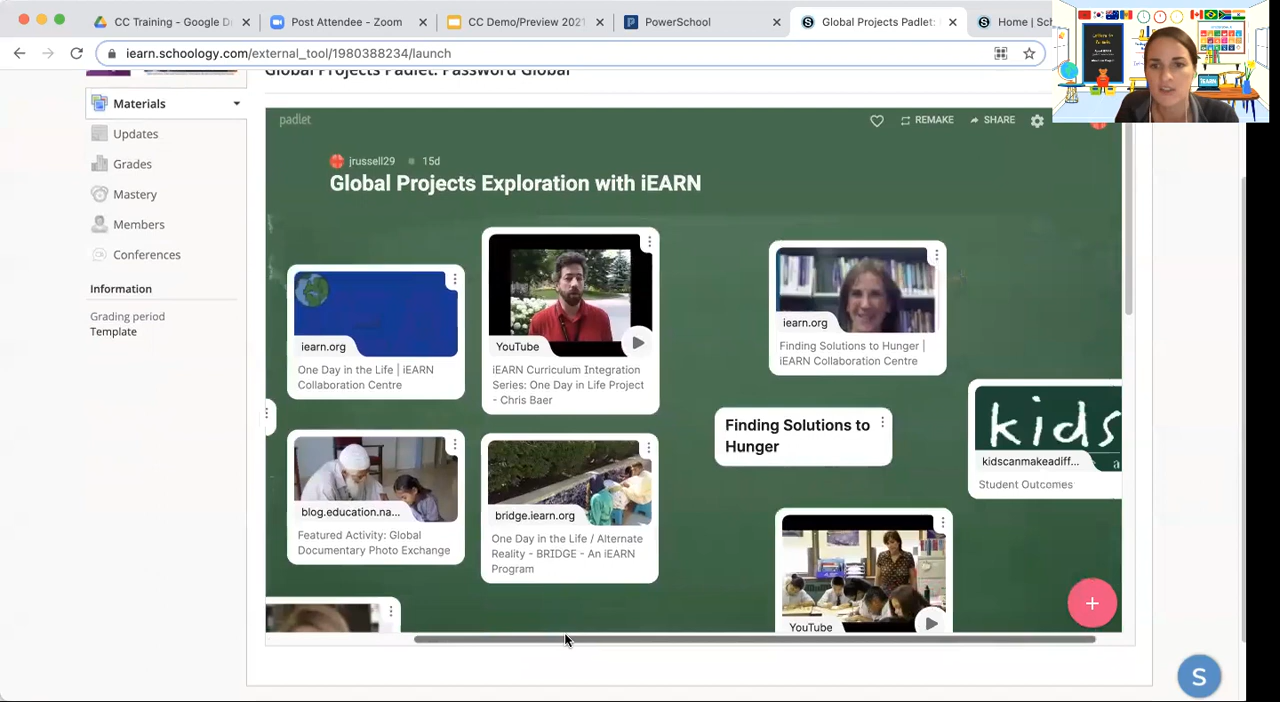 CC Training - Google Dr
Post Attendee - Zoo
CC Demo/Preview 2021
PowerSchool
Global Projects Padlet:
Home | Sch
iearn.schoology.com/external_tool/1980388226/launch
Global Projects Padlet: Password Global
Materials
Updates
Grades
Mastery
Members
Conferences
Information
Grading period
Template
padlet
REMAKE
SHARE
jrussell29
15d
Global Projects Exploration with iEARN
iearn.org
One Day in the Life | iEARN
Collaboration Centre
YouTube
iEARN Curriculum Integration
Series: One Day in Life Project
- Chris Baer
iearn.org
Finding Solutions to Hunger |
iEARN Collaboration Centre
Finding Solutions to
Hunger
kids
kidscanmakeadiff...
Student Outcomes
blog.education.na...
Featured Activity: Global
Documentary Photo Exchange
bridge.iearn.org
One Day in the Life / Alternate
Reality - BRIDGE - An iEARN
Program
YouTube
S